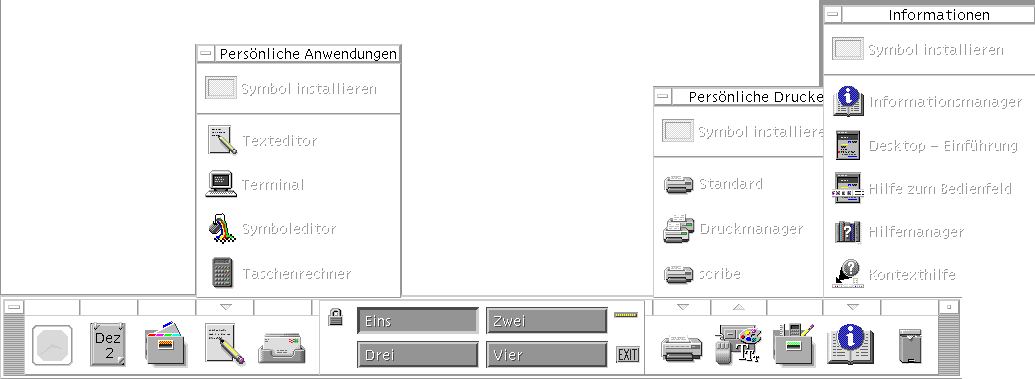 Informationen
Symbol installieren
Informationsmanager
Desktop – Einführung
Hilfe zum Bedienfeld
Hilfemanager
Kontexthilfe
Persönliche Anwendungen
Symbol installieren
Texteditor
Terminal
Symboleditor
Taschenrechner
Persönliche Drucke
Symbol installiere
Standard
Druckmanager
scribe
Dez
2
Eins
Zwei
Drei
Vier
EXIT